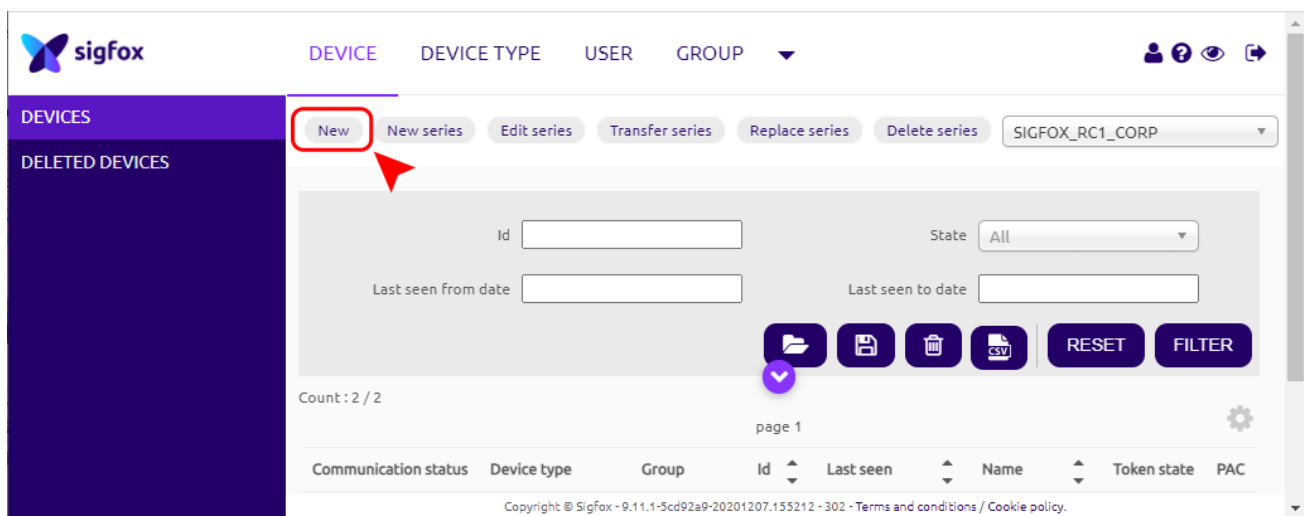 sigfox
DEVICE DEVICE TYPE USER GROUP
DEVICES
DELETED DEVICES
New New series Edit series Transfer series Replace series Delete series SIGFOX_RC1_CORP
Id State All
Last seen from date Last seen to date
CSV RESET FILTER
Count : 2 / 2
page 1
Communication status Device type Group Id Last seen Name Token state PAC
Copyright © Sigfox - 9.11.1-5cd92a9-20201207.155212 - 302 - Terms and conditions / Cookie policy.